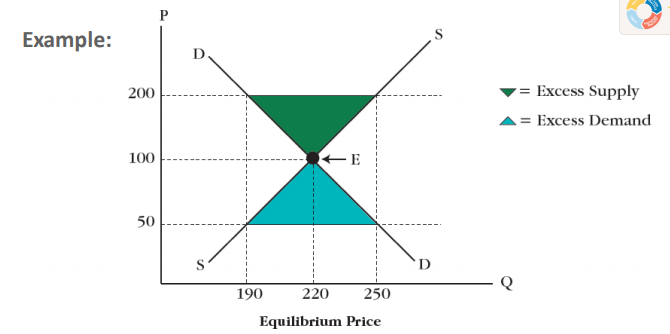 Example:
P
D
S
200
= Excess Supply
= Excess Demand
100
E
50
S
D
Q
190 220 250
Equilibrium Price